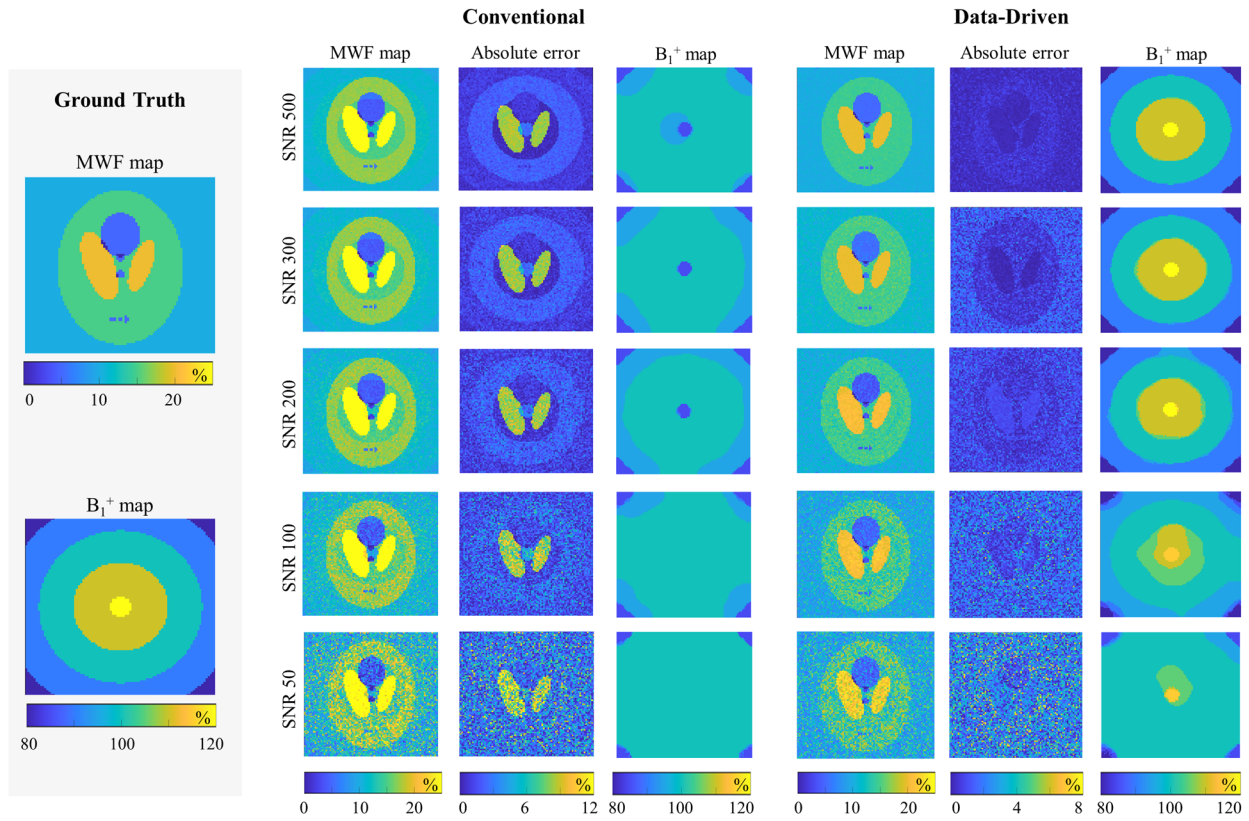 Conventional
Data-Driven
MWF map
Absolute error
B₁⁺ map
MWF map
Absolute error
B₁⁺ map
Ground Truth
MWF map
%
0 10 20
B₁⁺ map
%
80 100 120
SNR 500
SNR 300
SNR 200
SNR 100
SNR 50
% % % % % %
0 10 20 0 6 12 80 100 120 0 10 20 0 4 8 80 100 120